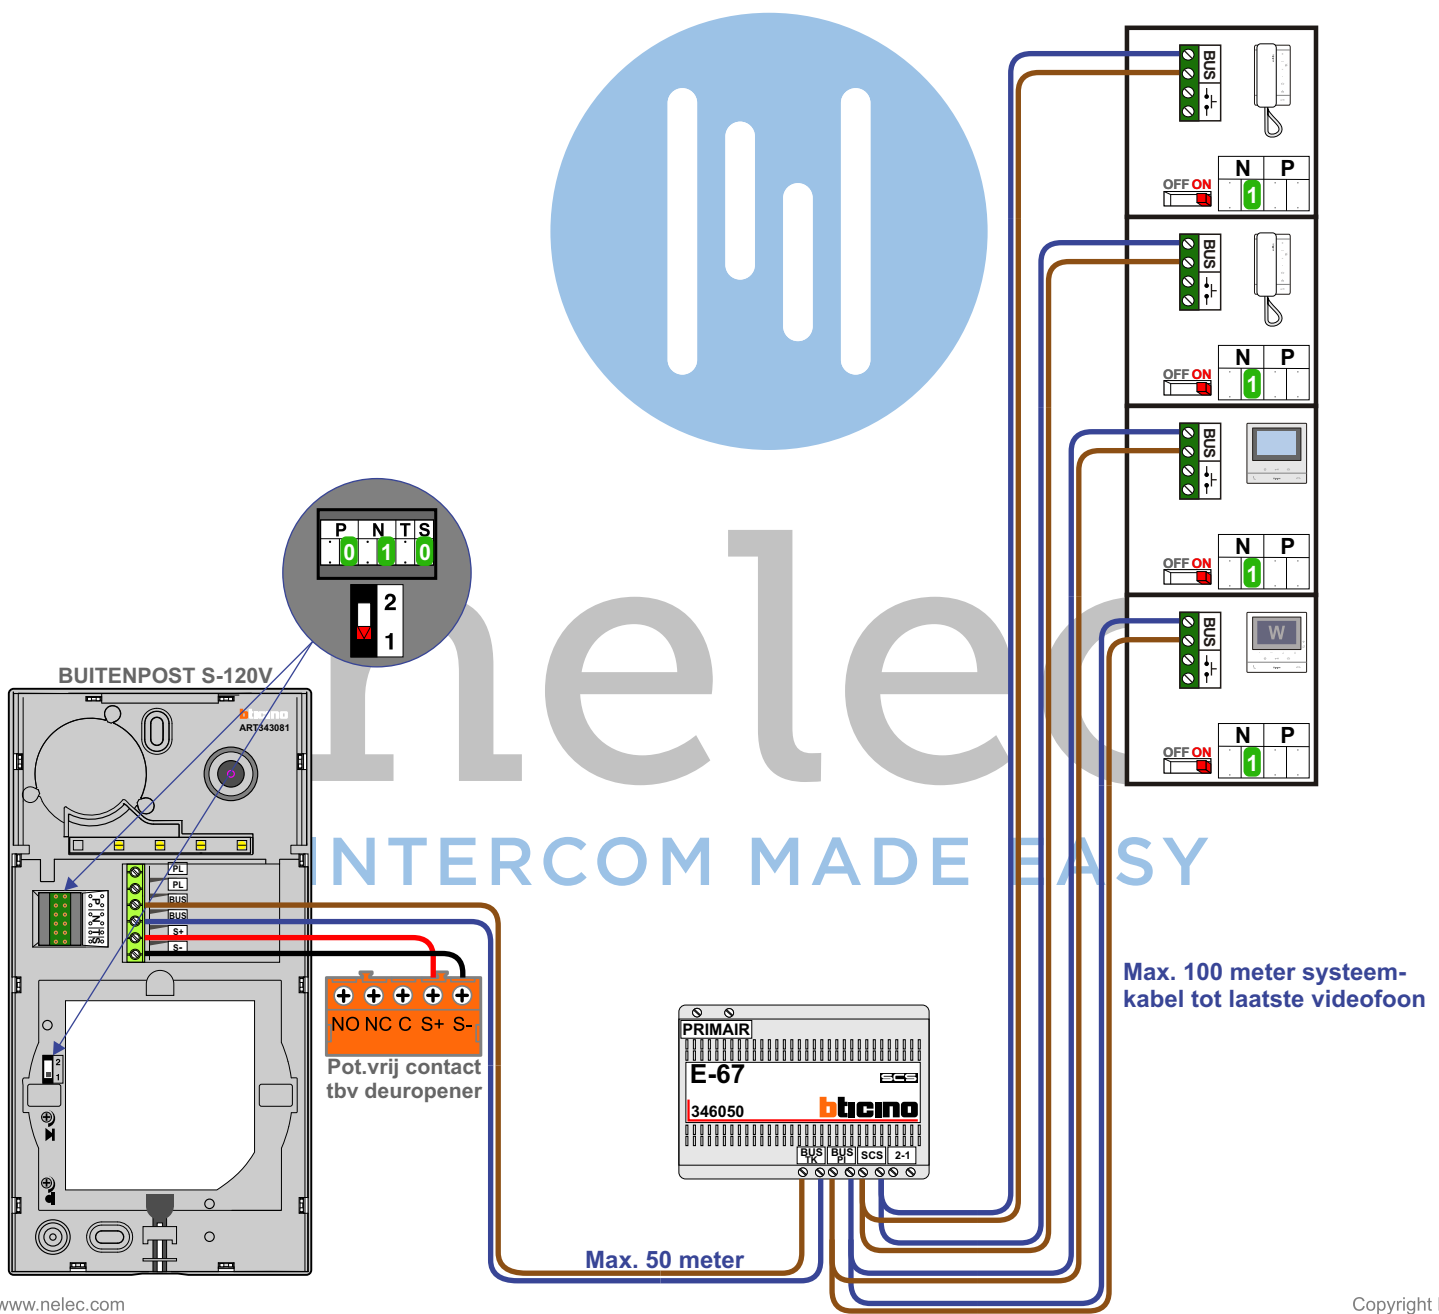 BUS
N P
OFF ON
1
BUS
N P
OFF ON
1
BUS
N P
OFF ON
1
BUS
W
N P
OFF ON
1
P N T S
0 1 0
2
1
nelec
INTERCOM MADE EASY
BUITENPOST S-120V
bticino
ART343081
PL
PL
BUS
BUS
S+
S-
P N T S
2
1
NO NC C S+ S-
Pot.vrij contact
tbv deuropener
Max. 100 meter systeem-
kabel tot laatste videofoon
PRIMAIR
E-67
SCS
346050
bticino
BUS TK
BUS PI
SCS
2-1
Max. 50 meter
www.nelec.com
Copyright